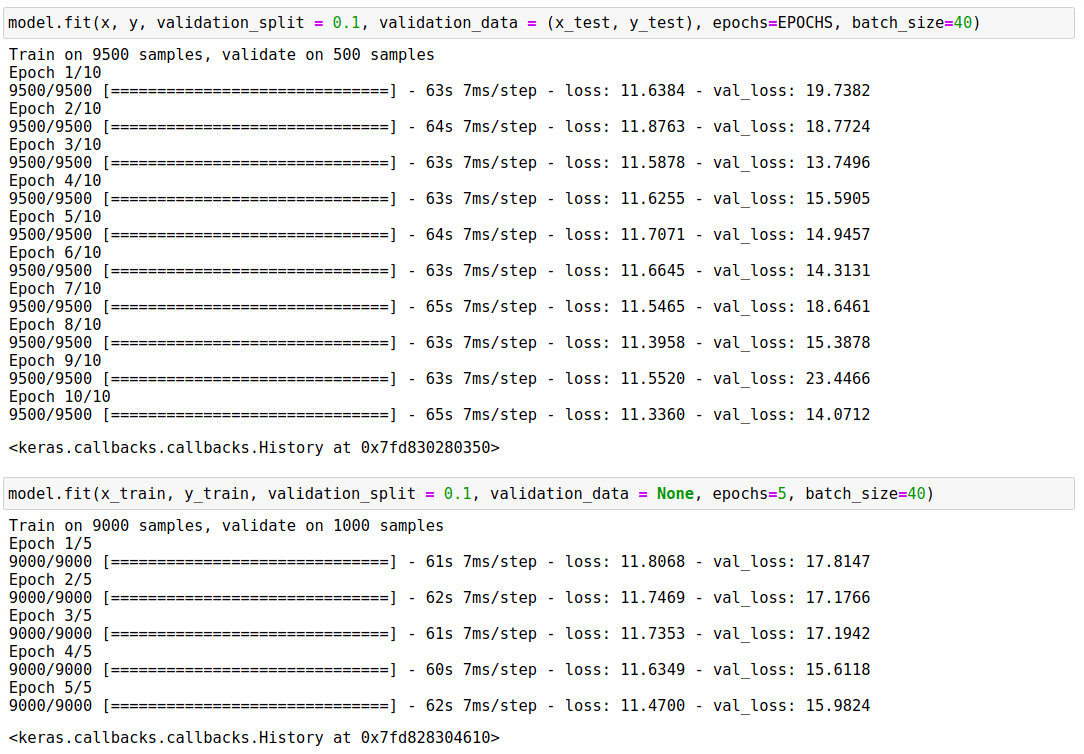 model.fit(x, y, validation_split = 0.1, validation_data = (x_test, y_test), epochs=EPOCHS, batch_size=40)
Train on 9500 samples, validate on 500 samples
Epoch 1/10
9500/9500 [==============================] - 63s 7ms/step - loss: 11.6384 - val_loss: 19.7382
Epoch 2/10
9500/9500 [==============================] - 64s 7ms/step - loss: 11.8763 - val_loss: 18.7724
Epoch 3/10
9500/9500 [==============================] - 63s 7ms/step - loss: 11.5878 - val_loss: 13.7496
Epoch 4/10
9500/9500 [==============================] - 63s 7ms/step - loss: 11.6255 - val_loss: 15.5905
Epoch 5/10
9500/9500 [==============================] - 64s 7ms/step - loss: 11.7071 - val_loss: 14.9457
Epoch 6/10
9500/9500 [==============================] - 63s 7ms/step - loss: 11.6645 - val_loss: 14.3131
Epoch 7/10
9500/9500 [==============================] - 65s 7ms/step - loss: 11.5465 - val_loss: 18.6461
Epoch 8/10
9500/9500 [==============================] - 63s 7ms/step - loss: 11.3958 - val_loss: 15.3878
Epoch 9/10
9500/9500 [==============================] - 63s 7ms/step - loss: 11.5520 - val_loss: 23.4466
Epoch 10/10
9500/9500 [==============================] - 65s 7ms/step - loss: 11.3360 - val_loss: 14.0712
<keras.callbacks.callbacks.History at 0x7fd830280350>
model.fit(x_train, y_train, validation_split = 0.1, validation_data = None, epochs=5, batch_size=40)
Train on 9000 samples, validate on 1000 samples
Epoch 1/5
9000/9000 [==============================] - 61s 7ms/step - loss: 11.8068 - val_loss: 17.8147
Epoch 2/5
9000/9000 [==============================] - 62s 7ms/step - loss: 11.7469 - val_loss: 17.1766
Epoch 3/5
9000/9000 [==============================] - 61s 7ms/step - loss: 11.7353 - val_loss: 17.1942
Epoch 4/5
9000/9000 [==============================] - 60s 7ms/step - loss: 11.6349 - val_loss: 15.6118
Epoch 5/5
9000/9000 [==============================] - 62s 7ms/step - loss: 11.4700 - val_loss: 15.9824
<keras.callbacks.callbacks.History at 0x7fd828304610>